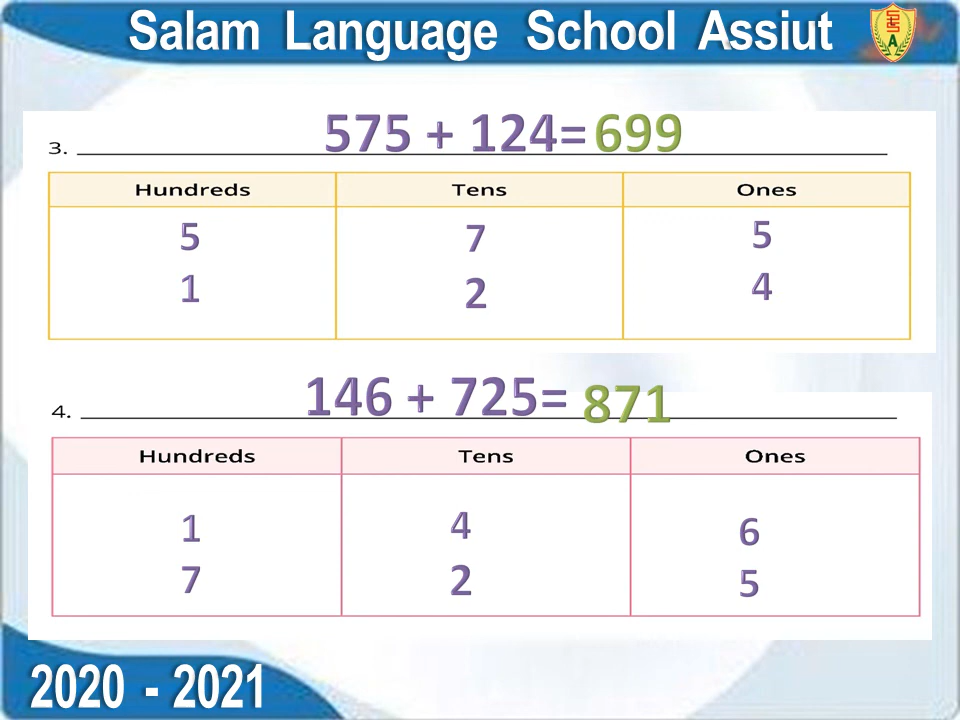 Salam Language School Assiut
3. 575 + 124= 699
Hundreds Tens Ones
5 7 5
1 2 4
4. 146 + 725= 871
Hundreds Tens Ones
1 4 6
7 2 5
2020 - 2021